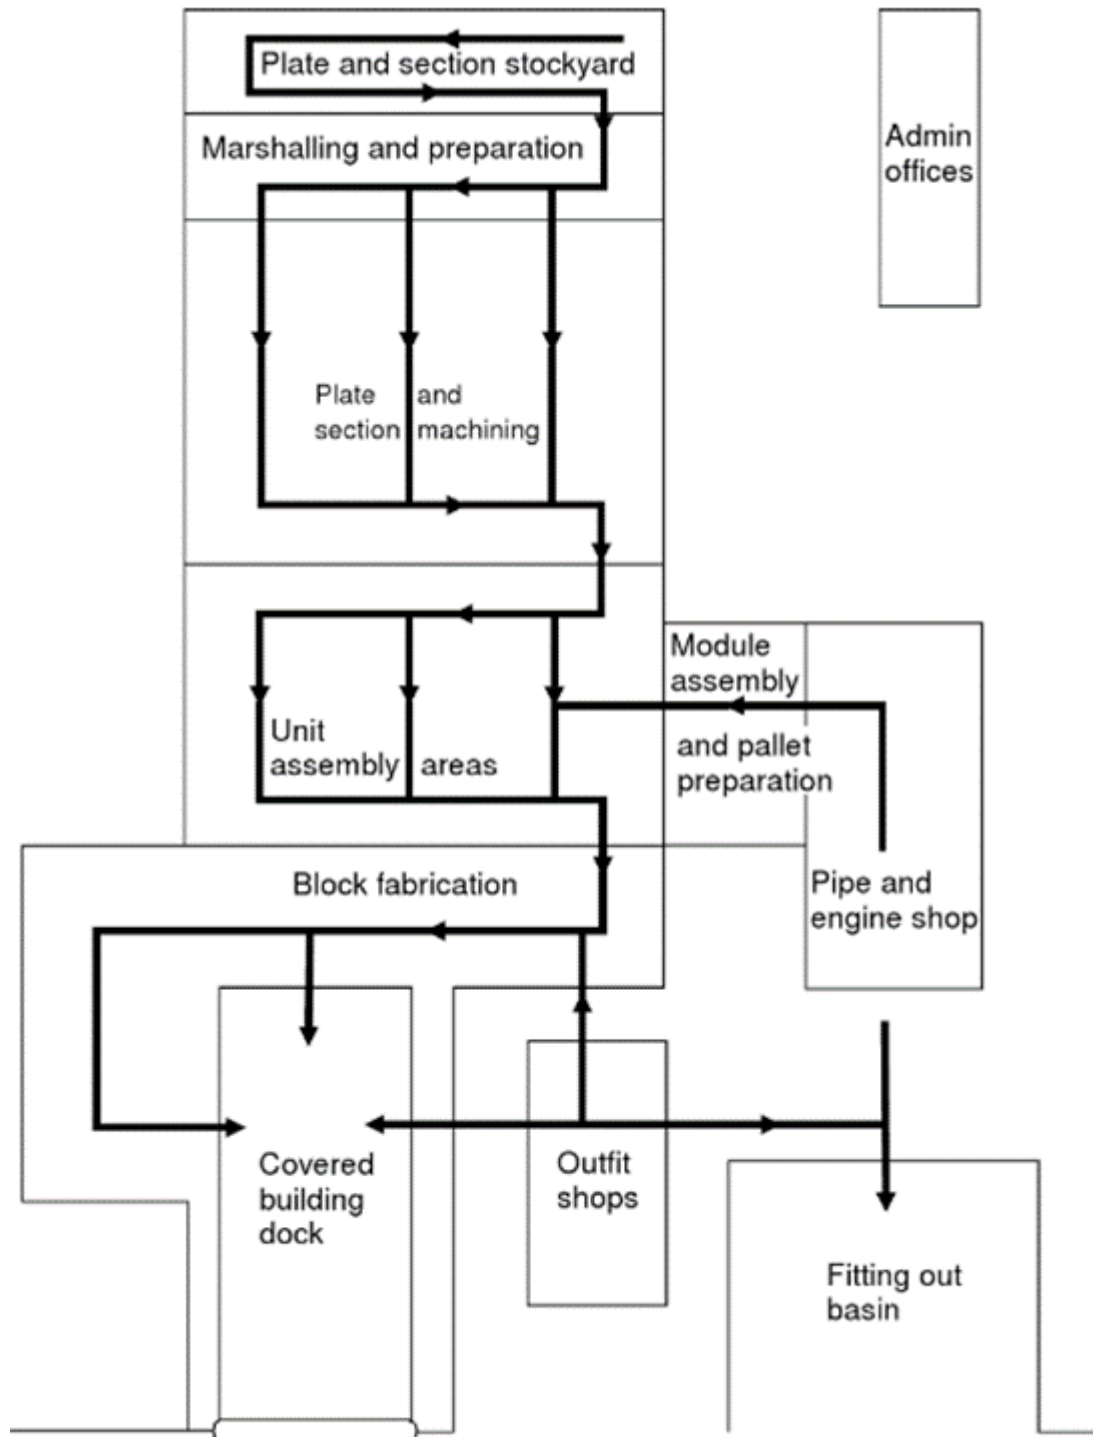 Plate and section stockyard
Marshalling and preparation
Admin
offices
Plate and
section machining
Module
assembly
and pallet
preparation
Unit
assembly areas
Block fabrication
Pipe and
engine shop
Covered
building
dock
Outfit
shops
Fitting out
basin